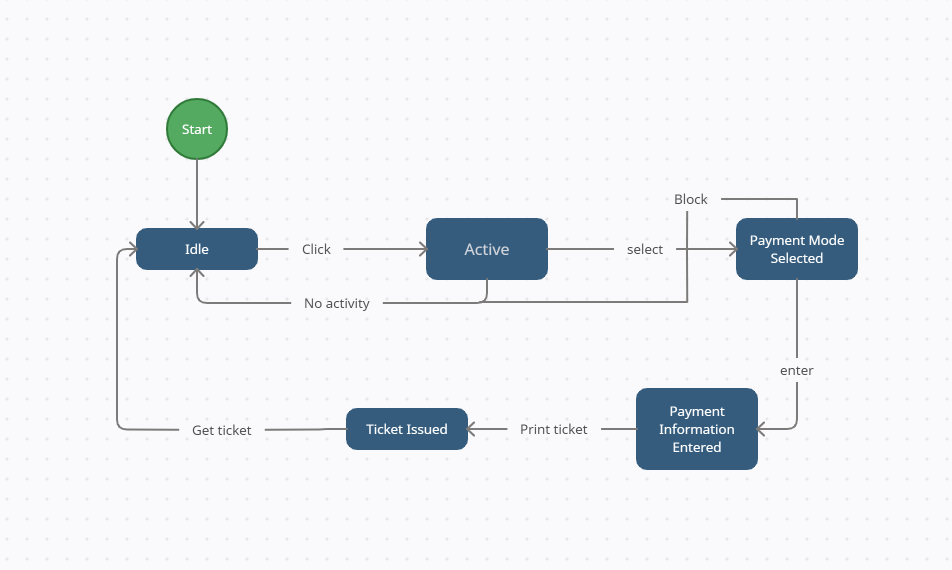 Start
Block
Idle
Click
Active
select
Payment Mode
Selected
No activity
enter
Get ticket
Ticket Issued
Print ticket
Payment
Information
Entered